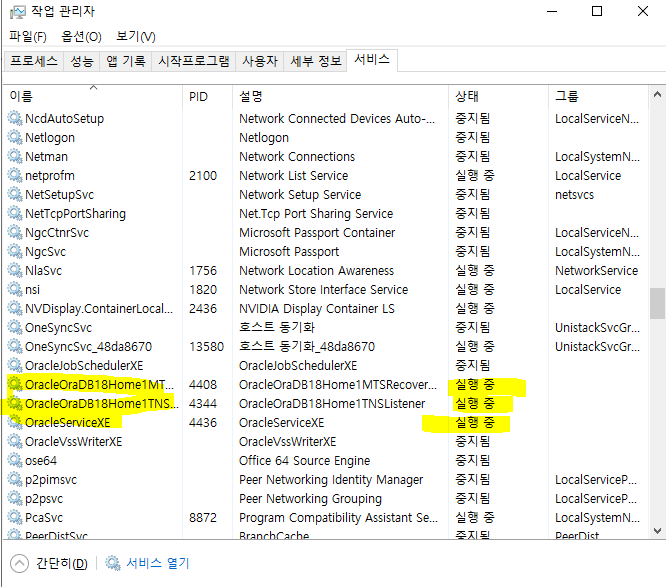 작업 관리자
파일(F) 옵션(O) 보기(V)
프로세스 성능 앱 기록 시작프로그램 사용자 세부 정보 서비스
이름 PID 설명 상태 그룹
NcdAutoSetup Network Connected Devices Auto-... 중지됨 LocalServiceN...
Netlogon Netlogon 중지됨
Netman Network Connections 중지됨 LocalSystemN...
netprofm 2100 Network List Service 실행 중 LocalService
NetSetupSvc Network Setup Service 중지됨 netsvcs
NetTcpPortSharing Net.Tcp Port Sharing Service 중지됨
NgcCtnrSvc Microsoft Passport Container 중지됨 LocalServiceN...
NgcSvc Microsoft Passport 중지됨 LocalSystemN...
NlaSvc 1756 Network Location Awareness 실행 중 NetworkService
nsi 1820 Network Store Interface Service 실행 중 LocalService
NVDisplay.ContainerLocal... 2436 NVIDIA Display Container LS 실행 중
OneSyncSvc 호스트 동기화 중지됨 UnistackSvcGr...
OneSyncSvc_48da8670 13580 호스트 동기화_48da8670 실행 중 UnistackSvcGr...
OracleJobSchedulerXE OracleJobSchedulerXE 중지됨
OracleOraDB18Home1MT... 4408 OracleOraDB18Home1MTSRecover... 실행 중
OracleOraDB18Home1TNS... 4344 OracleOraDB18Home1TNSListener 실행 중
OracleServiceXE 4436 OracleServiceXE 실행 중
OracleVssWriterXE OracleVssWriterXE 중지됨
ose64 Office 64 Source Engine 중지됨
p2pimsvc Peer Networking Identity Manager 중지됨 LocalServiceP...
p2psvc Peer Networking Grouping 중지됨 LocalServiceP...
PcaSvc 8872 Program Compatibility Assistant Se... 실행 중 LocalSystemN...
PeerDistSvc BranchCache 중지됨 PeerDist
간단히(D) 서비스 열기